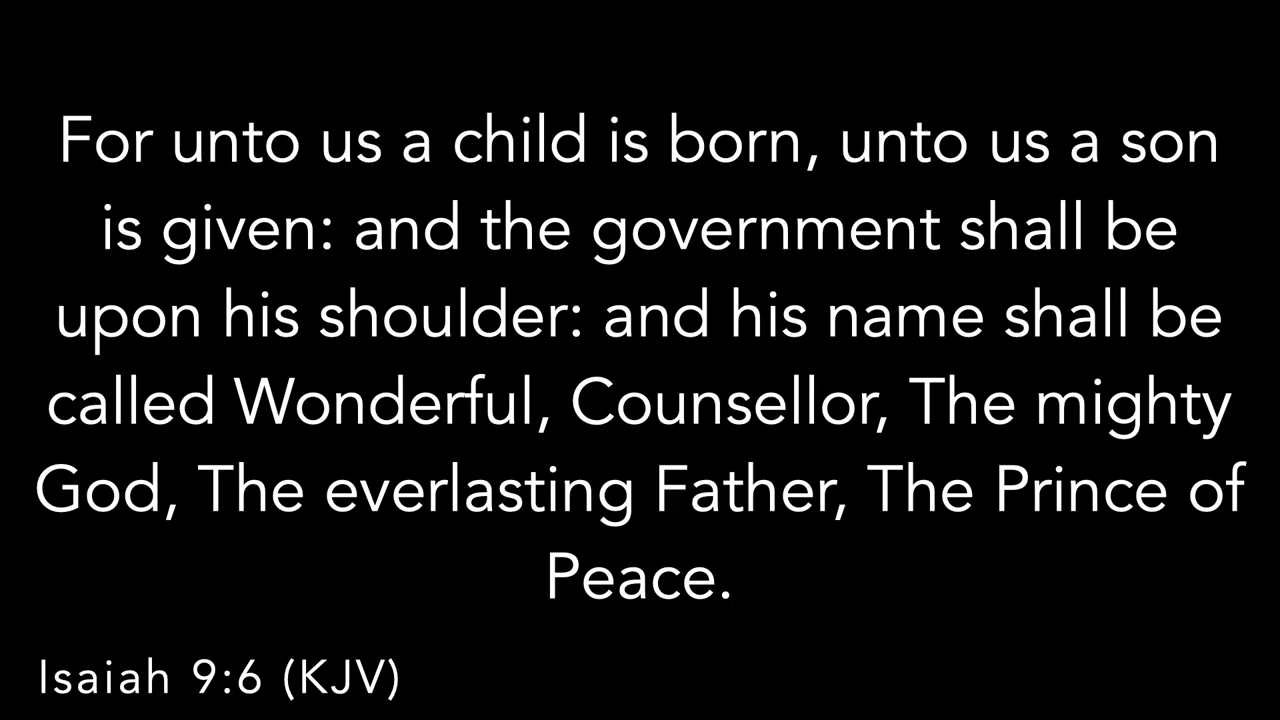 For unto us a child is born, unto us a son
is given: and the government shall be
upon his shoulder: and his name shall be
called Wonderful, Counsellor, The mighty
God, The everlasting Father, The Prince of
Peace.
Isaiah 9:6 (KJV)